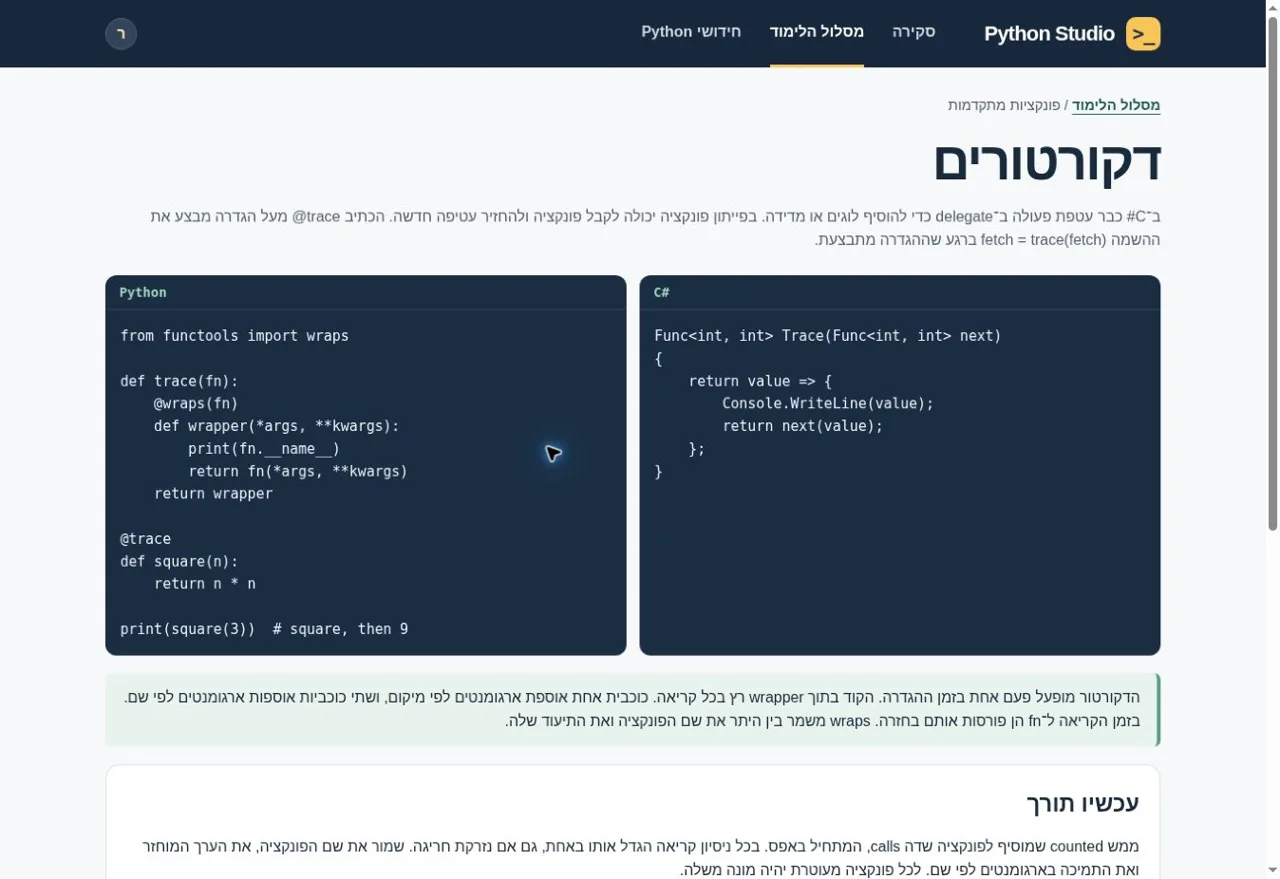 >_ Python Studio
סקירה
מסלול הלימוד
חידושי Python
ר
מסלול הלימוד / פונקציות מתקדמות
דקורטורים
ב־C# כבר עטפת פעולה ב־delegate כדי להוסיף לוגים או מדידה. בפייתון פונקציה יכולה לקבל פונקציה ולהחזיר עטיפה חדשה. הכתיב @trace מעל הגדרה מבצע את
ההשמה fetch = trace(fetch) ברגע שההגדרה מתבצעת.
C#
Func<int, int> Trace(Func<int, int> next)
{
    return value => {
        Console.WriteLine(value);
        return next(value);
    };
}
Python
from functools import wraps
def trace(fn):
    @wraps(fn)
    def wrapper(*args, **kwargs):
        print(fn.__name__)
        return fn(*args, **kwargs)
    return wrapper
@trace
def square(n):
    return n * n
print(square(3))  # square, then 9
הדקורטור מופעל פעם אחת בזמן ההגדרה. הקוד בתוך wrapper רץ בכל קריאה. כוכבית אחת אוספת ארגומנטים לפי מיקום, ושתי כוכביות אוספות ארגומנטים לפי שם.
בזמן הקריאה ל־fn הן פורסות אותם בחזרה. wraps משמר בין היתר את שם הפונקציה ואת התיעוד שלה.
עכשיו תורך
ממש counted שמוסיף לפונקציה שדה calls, המתחיל באפס. בכל ניסיון קריאה הגדל אותו באחת, גם אם נזרקת חריגה. שמור את שם הפונקציה, את הערך המוחזר
ואת התמיכה בארגומנטים לפי שם. לכל פונקציה מעוטרת יהיה מונה משלה.